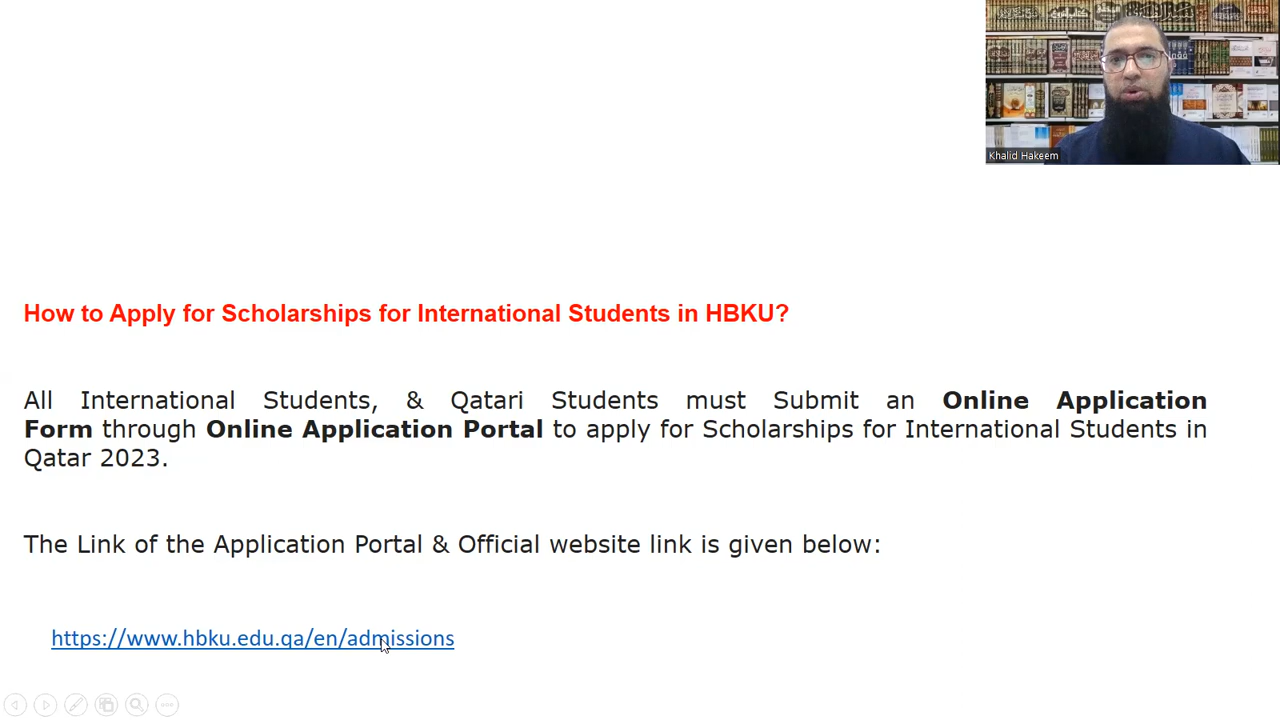 Khalid Hakeem
How to Apply for Scholarships for International Students in HBKU?
All International Students, & Qatari Students must Submit an Online Application
Form through Online Application Portal to apply for Scholarships for International Students in
Qatar 2023.
The Link of the Application Portal & Official website link is given below:
https://www.hbku.edu.qa/en/admissions